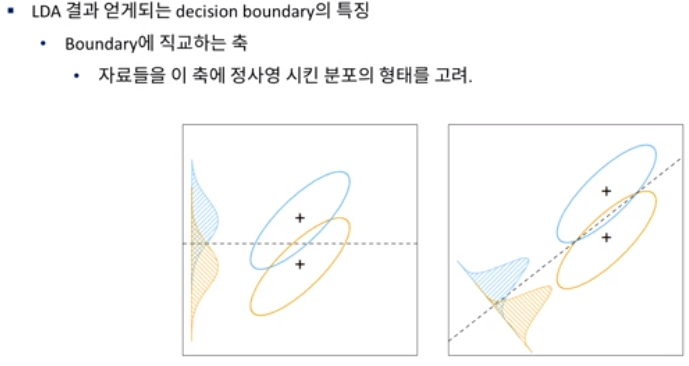 ▪ LDA 결과 얻게되는 decision boundary의 특징
• Boundary에 직교하는 축
• 자료들을 이 축에 정사영 시킨 분포의 형태를 고려.